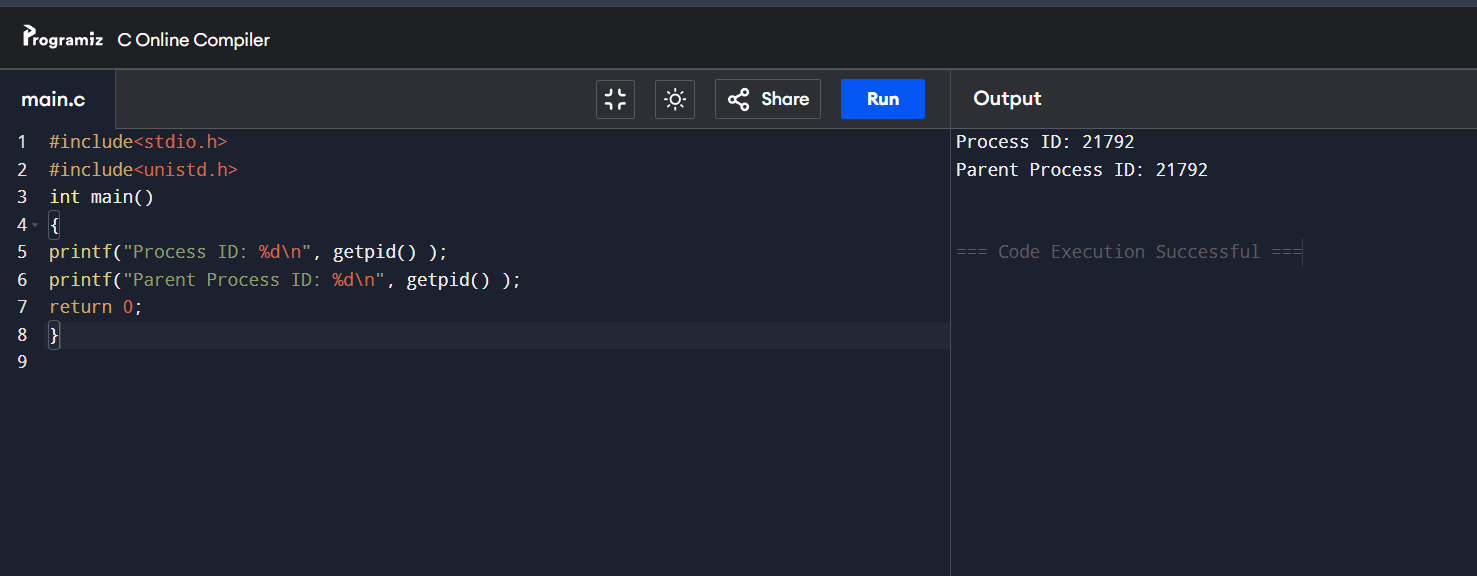 Programiz C Online Compiler
main.c
Share
Run
Output
1 #include<stdio.h>
2 #include<unistd.h>
3 int main()
4 {
5 printf("Process ID: %d\n", getpid() );
6 printf("Parent Process ID: %d\n", getpid() );
7 return 0;
8 }
9
Process ID: 21792
Parent Process ID: 21792
=== Code Execution Successful ===